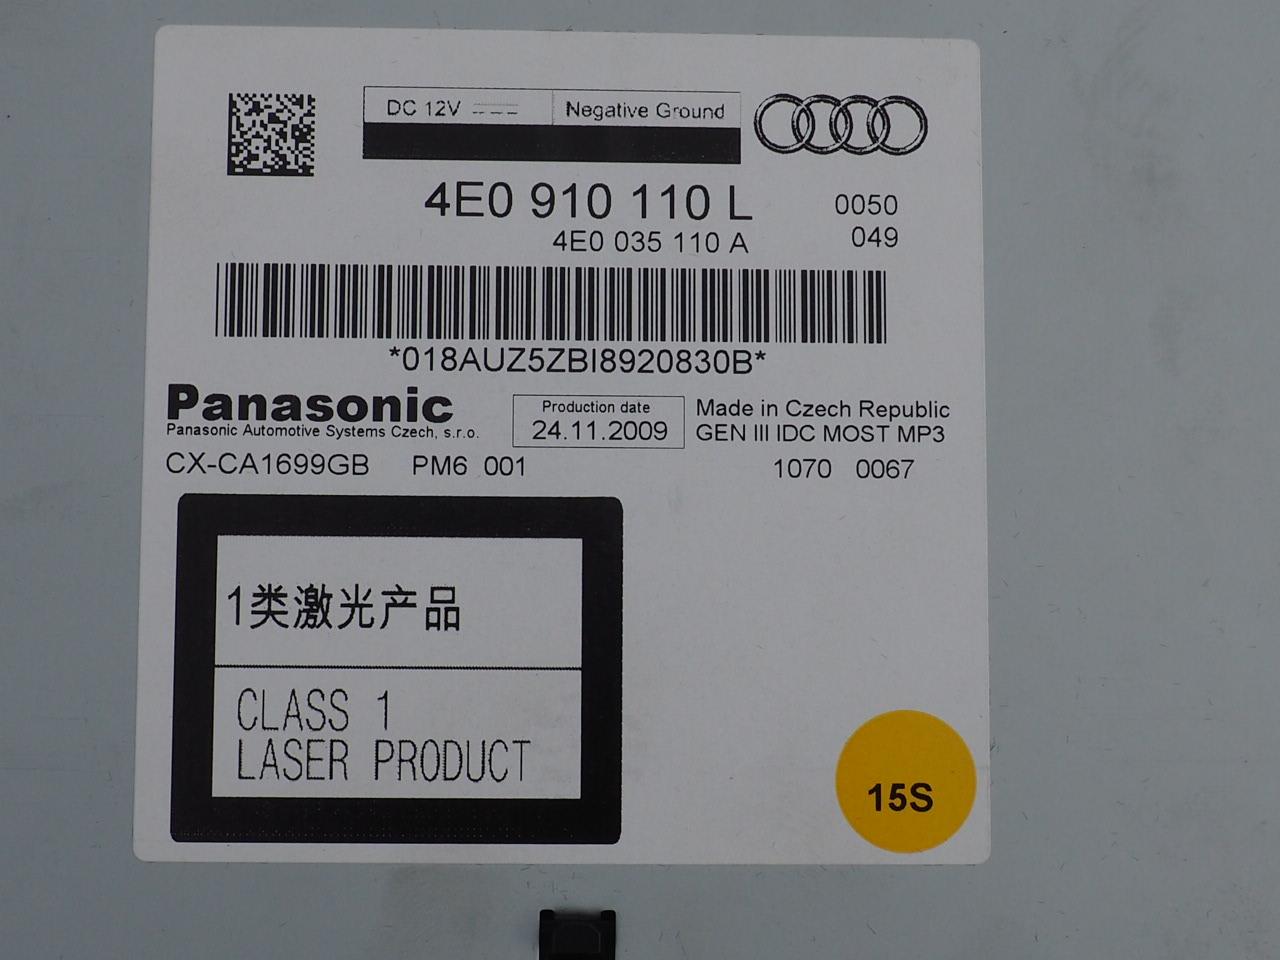 DC 12V Negative Ground
4E0 910 110 L 0050
4E0 035 110 A 049
*018AUZ5ZBI8920830B*
Panasonic
Panasonic Automotive Systems Czech, s.r.o.
Production date
24.11.2009
Made in Czech Republic
GEN III IDC MOST MP3
CX-CA1699GB PM6 001 1070 0067
1类激光产品
CLASS 1
LASER PRODUCT
15S